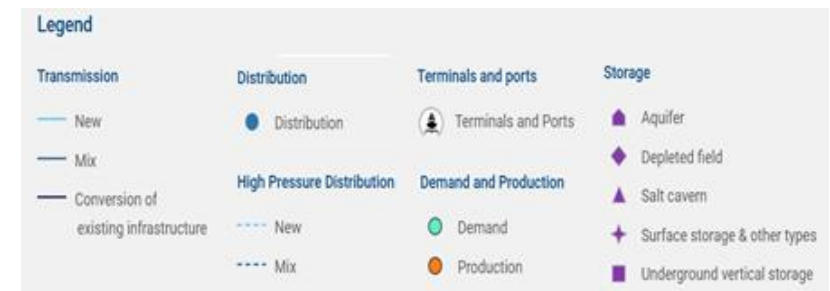 Legend
Transmission
New
Mix
Conversion of
existing infrastructure
Distribution
Distribution
High Pressure Distribution
New
Mix
Terminals and ports
Terminals and Ports
Demand and Production
Demand
Production
Storage
Aquifer
Depleted field
Salt cavern
Surface storage & other types
Underground vertical storage